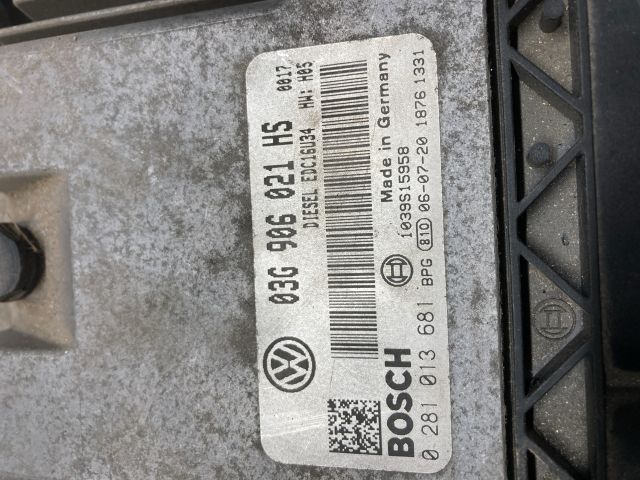 03G 906 021 HS 0017
DIESEL EDC16U34 HW: H05
Made in Germany
1039S15958
BOSCH
0 281 013 681 BPG 81D 06-07-20 1876 1331